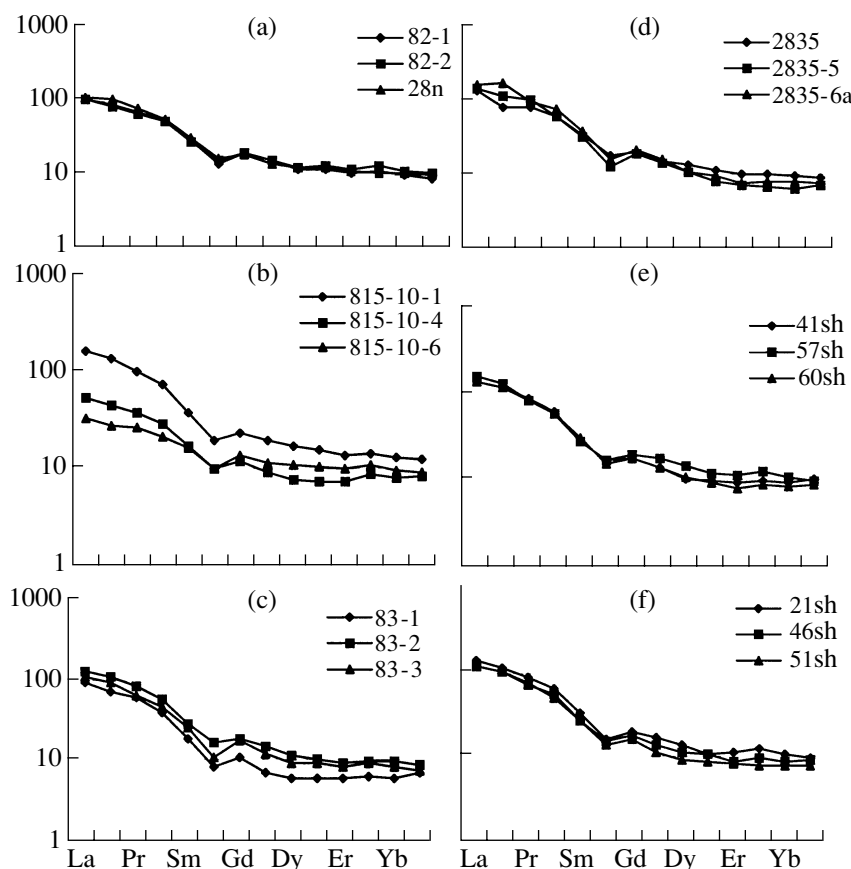 1000
100
10
1
(a)
82-1
82-2
28n
(d)
2835
2835-5
2835-6a
1000
100
10
1
(b)
815-10-1
815-10-4
815-10-6
(e)
41sh
57sh
60sh
1000
100
10
1
(c)
83-1
83-2
83-3
(f)
21sh
46sh
51sh
La Pr Sm Gd Dy Er Yb
La Pr Sm Gd Dy Er Yb